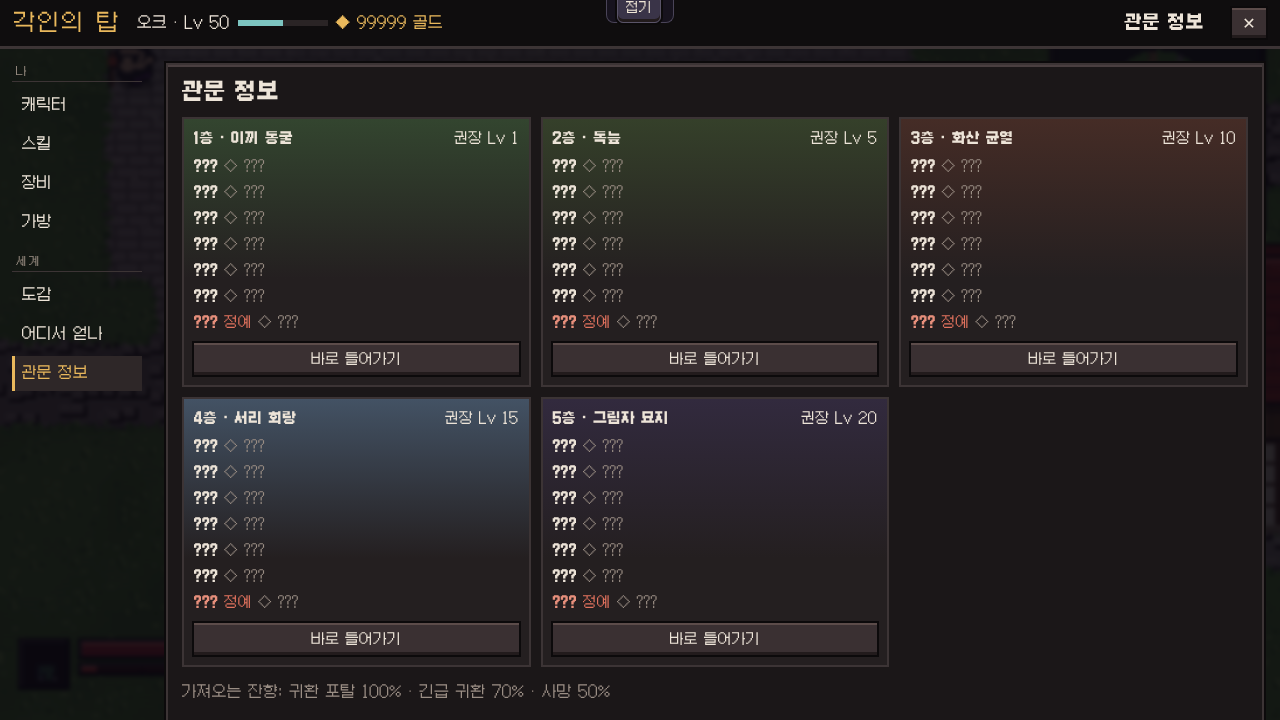 각인의 탑 오크 · Lv 50 ◆ 99999 골드 접기 관문 정보 ×
나
캐릭터
스킬
장비
가방
세계
도감
어디서 얻나
관문 정보
관문 정보
1층 · 이끼 동굴 권장 Lv 1
??? ◇ ???
??? ◇ ???
??? ◇ ???
??? ◇ ???
??? ◇ ???
??? ◇ ???
??? 정예 ◇ ???
바로 들어가기
2층 · 독늪 권장 Lv 5
??? ◇ ???
??? ◇ ???
??? ◇ ???
??? ◇ ???
??? ◇ ???
??? ◇ ???
??? 정예 ◇ ???
바로 들어가기
3층 · 화산 균열 권장 Lv 10
??? ◇ ???
??? ◇ ???
??? ◇ ???
??? ◇ ???
??? ◇ ???
??? ◇ ???
??? 정예 ◇ ???
바로 들어가기
4층 · 서리 회랑 권장 Lv 15
??? ◇ ???
??? ◇ ???
??? ◇ ???
??? ◇ ???
??? ◇ ???
??? ◇ ???
??? 정예 ◇ ???
바로 들어가기
5층 · 그림자 묘지 권장 Lv 20
??? ◇ ???
??? ◇ ???
??? ◇ ???
??? ◇ ???
??? ◇ ???
??? ◇ ???
??? 정예 ◇ ???
바로 들어가기
가져오는 잔향: 귀환 포탈 100% · 긴급 귀환 70% · 사망 50%